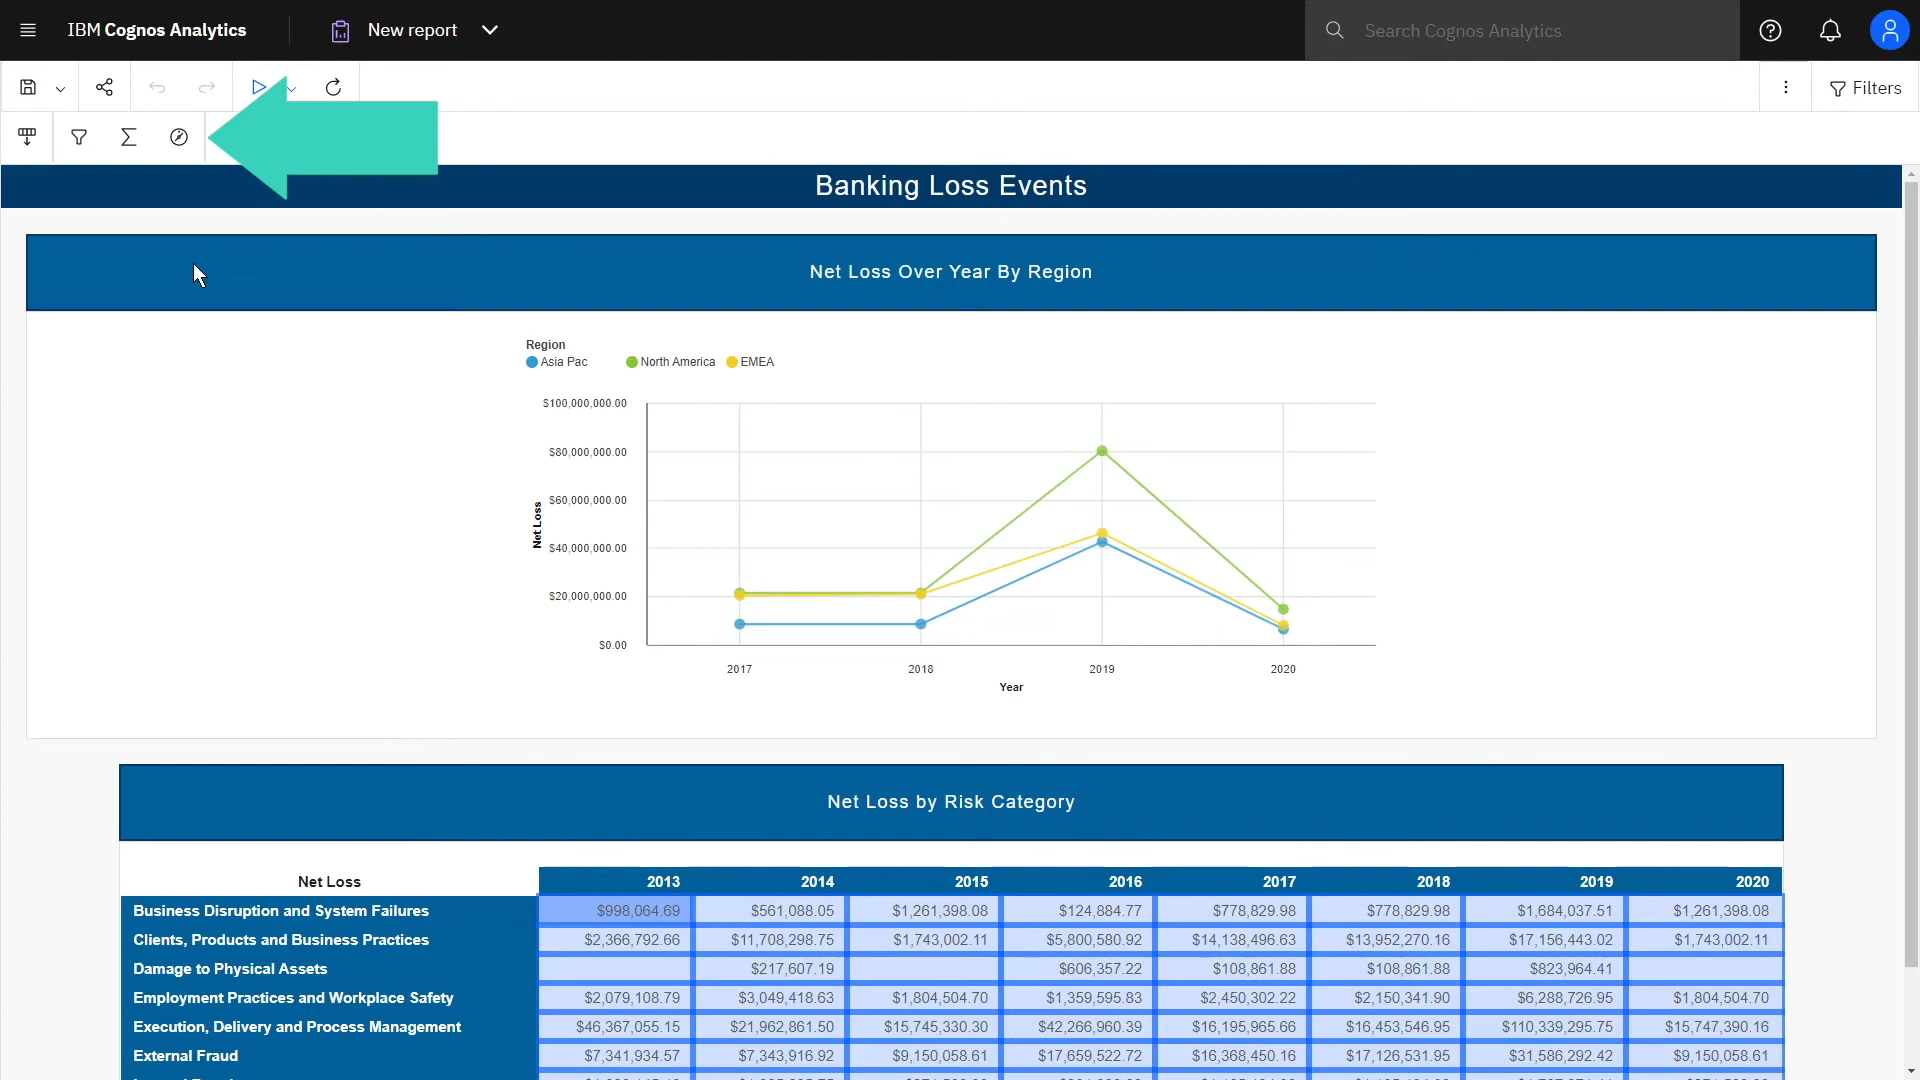 IBM Cognos Analytics
New report
Search Cognos Analytics
Filters
Banking Loss Events
Net Loss Over Year By Region
Region
Asia Pac North America EMEA
$100,000,000.00
$80,000,000.00
$60,000,000.00
$40,000,000.00
$20,000,000.00
$0.00
Net Loss
2017 2018 2019 2020
Year
Net Loss by Risk Category
Net Loss 2013 2014 2015 2016 2017 2018 2019 2020
Business Disruption and System Failures $998,064.69 $561,088.05 $1,261,398.08 $124,884.77 $778,829.98 $778,829.98 $1,684,037.51 $1,261,398.08
Clients, Products and Business Practices $2,366,792.66 $11,708,298.75 $1,743,002.11 $5,800,580.92 $14,138,496.63 $13,952,270.16 $17,156,443.02 $1,743,002.11
Damage to Physical Assets $217,607.19 $606,357.22 $108,861.88 $108,861.88 $823,964.41
Employment Practices and Workplace Safety $2,079,108.79 $3,049,418.63 $1,804,504.70 $1,359,595.83 $2,450,302.22 $2,150,341.90 $6,288,726.95 $1,804,504.70
Execution, Delivery and Process Management $46,367,055.15 $21,962,861.50 $15,745,330.30 $42,266,960.39 $16,195,965.66 $16,453,546.95 $110,339,295.75 $15,747,390.16
External Fraud $7,341,934.57 $7,343,916.92 $9,150,058.61 $17,659,522.72 $16,368,450.16 $17,126,531.95 $31,586,292.42 $9,150,058.61